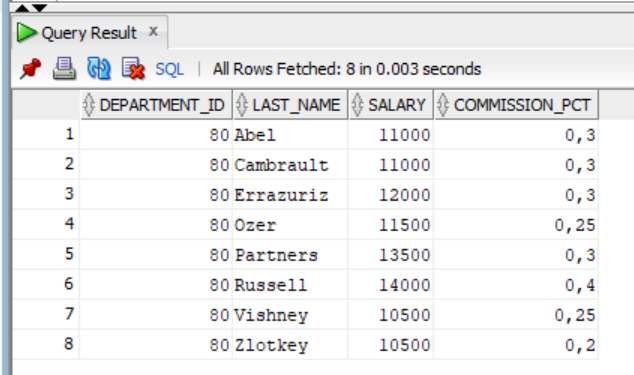 Query Result x
SQL | All Rows Fetched: 8 in 0.003 seconds
DEPARTMENT_ID LAST_NAME SALARY COMMISSION_PCT
1 80 Abel 11000 0,3
2 80 Cambrault 11000 0,3
3 80 Errazuriz 12000 0,3
4 80 Ozer 11500 0,25
5 80 Partners 13500 0,3
6 80 Russell 14000 0,4
7 80 Vishney 10500 0,25
8 80 Zlotkey 10500 0,2